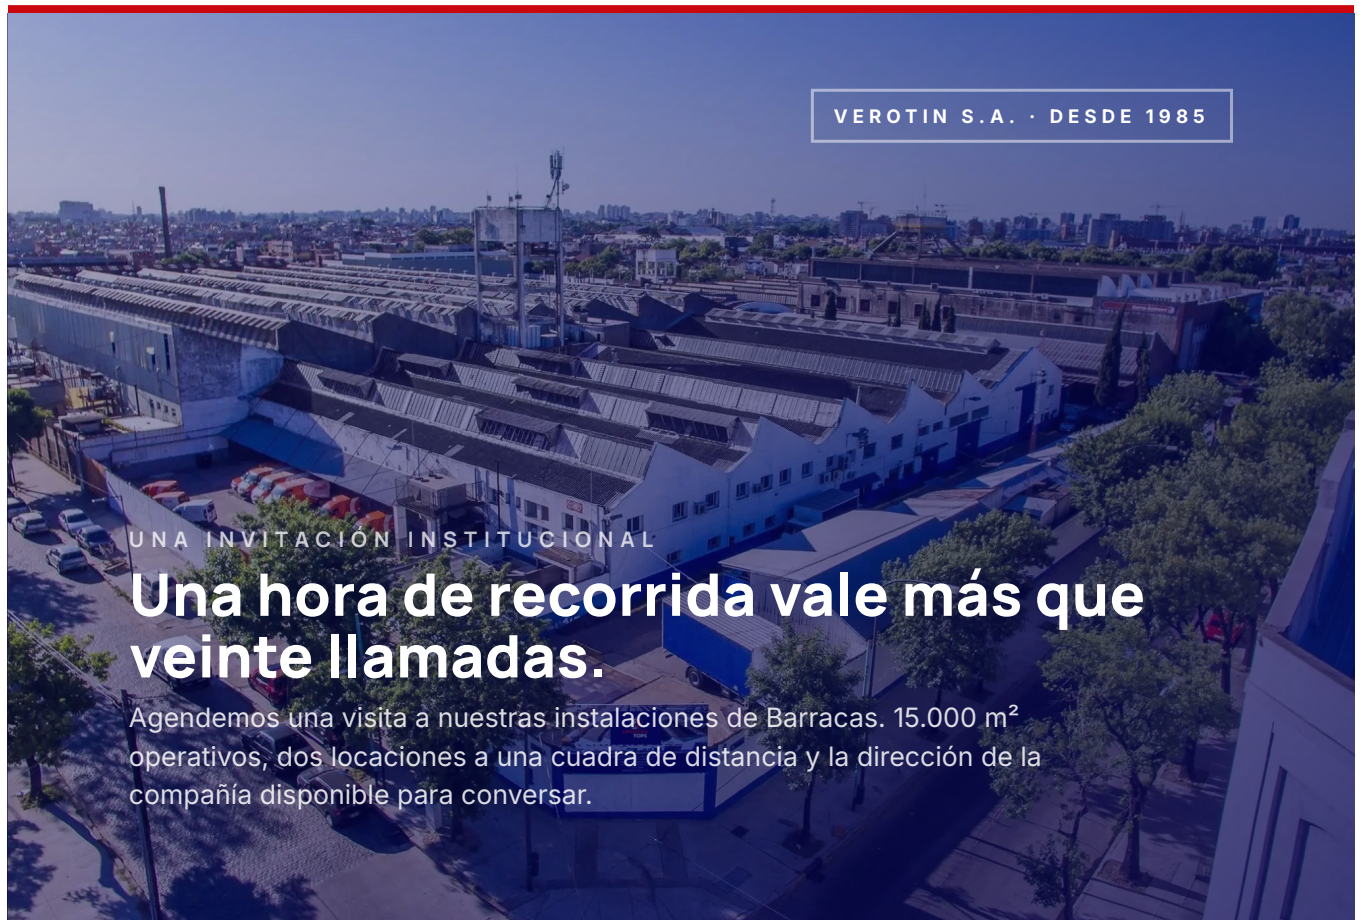 VEROTIN S.A. · DESDE 1985
UNA INVITACIÓN INSTITUCIONAL
Una hora de recorrida vale más que
veinte llamadas.
Agendemos una visita a nuestras instalaciones de Barracas. 15.000 m²
operativos, dos locaciones a una cuadra de distancia y la dirección de la
compañía disponible para conversar.